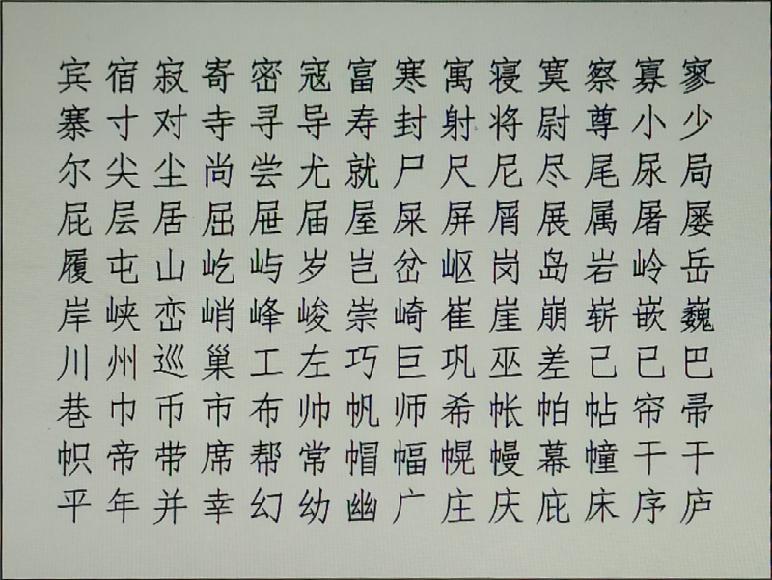 宾宿寂寄密寇富寒寓寝寞察寡寥
寨寸对寺寻导寿封射将尉尊小少
尔尖尘尚尝尤就尸尺尼尽尾尿局
屁层居屈屉届屋屎屏屑展属屠屡
履屯山屹屿岁岂岔岖岗岛岩岭岳
岸峡峦峭峰峻崇崎崔崖崩崭嵌巍
川州巡巢工左巧巨巩巫差己已巴
巷巾币市布帅帆师希帐帕帖帘帚
帜帝带席帮常帽幅幌幔幕幢干干
平年并幸幻幼幽广庄庆庇床序庐